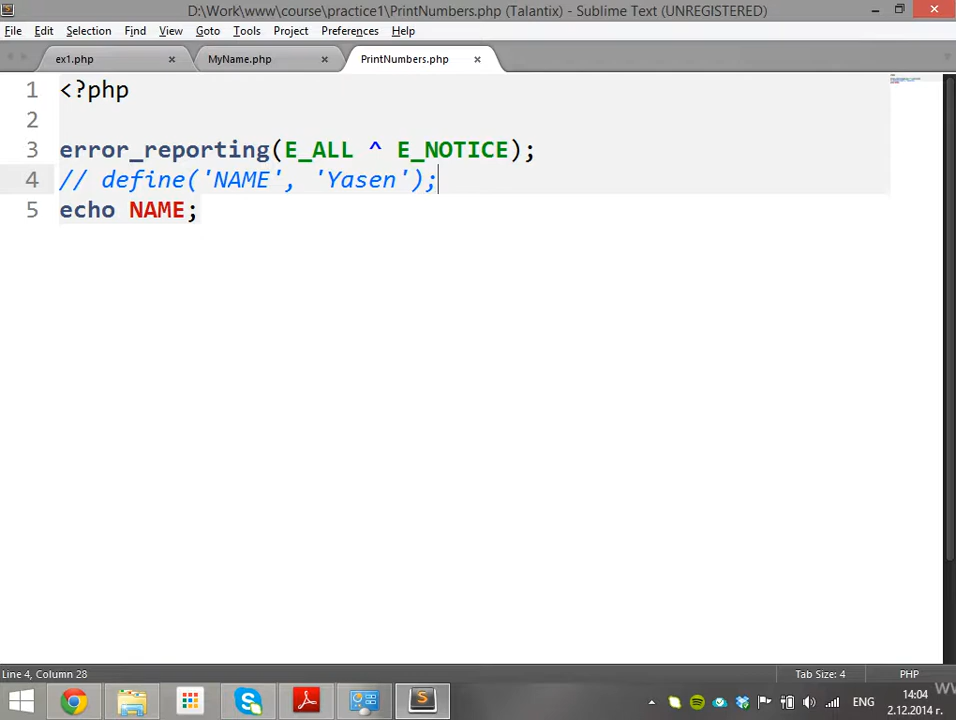 D:\Work\www\course\practice1\PrintNumbers.php (Talantix) - Sublime Text (UNREGISTERED)
File Edit Selection Find View Goto Tools Project Preferences Help
ex1.php MyName.php PrintNumbers.php
1 <?php
2
3 error_reporting(E_ALL ^ E_NOTICE);
4 // define('NAME', 'Yasen');
5 echo NAME;
Line 4, Column 28 Tab Size: 4 PHP
ENG 14:04
2.12.2014 г.